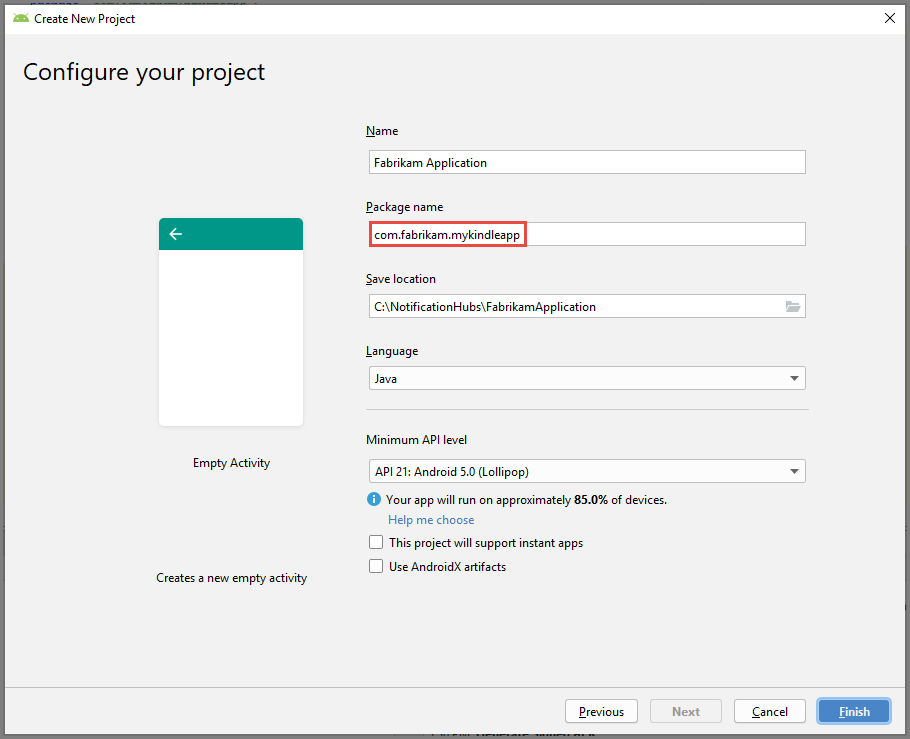 Create New Project
Configure your project
Name
Fabrikam Application
Package name
com.fabrikam.mykindleapp
Save location
C:\NotificationHubs\FabrikamApplication
Language
Java
Empty Activity
Creates a new empty activity
Minimum API level
API 21: Android 5.0 (Lollipop)
Your app will run on approximately 85.0% of devices.
Help me choose
This project will support instant apps
Use AndroidX artifacts
Previous
Next
Cancel
Finish